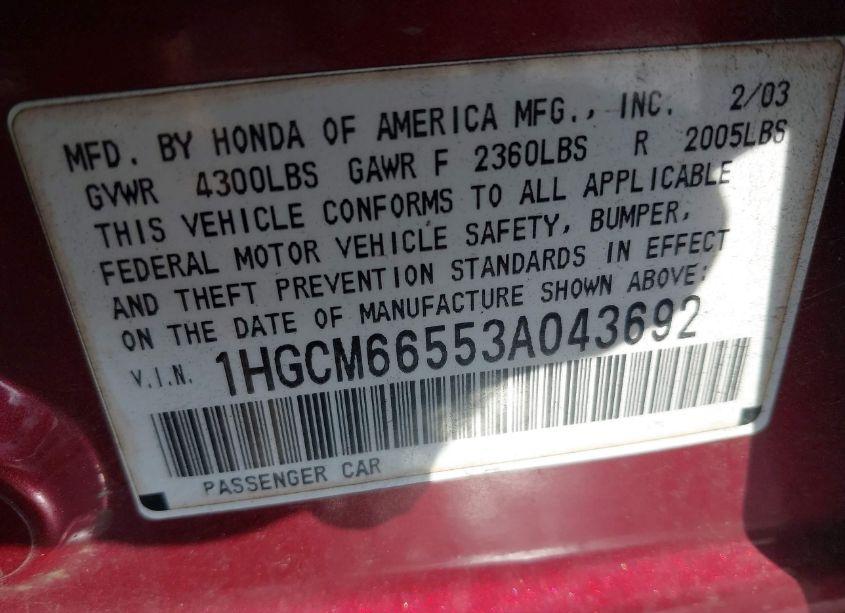 MFD. BY HONDA OF AMERICA MFG., INC. 2/03
GVWR 4300LBS GAWR F 2360LBS R 2005LBS
THIS VEHICLE CONFORMS TO ALL APPLICABLE
FEDERAL MOTOR VEHICLE SAFETY, BUMPER,
AND THEFT PREVENTION STANDARDS IN EFFECT
ON THE DATE OF MANUFACTURE SHOWN ABOVE:
V.I.N. 1HGCM66553A043692
PASSENGER CAR